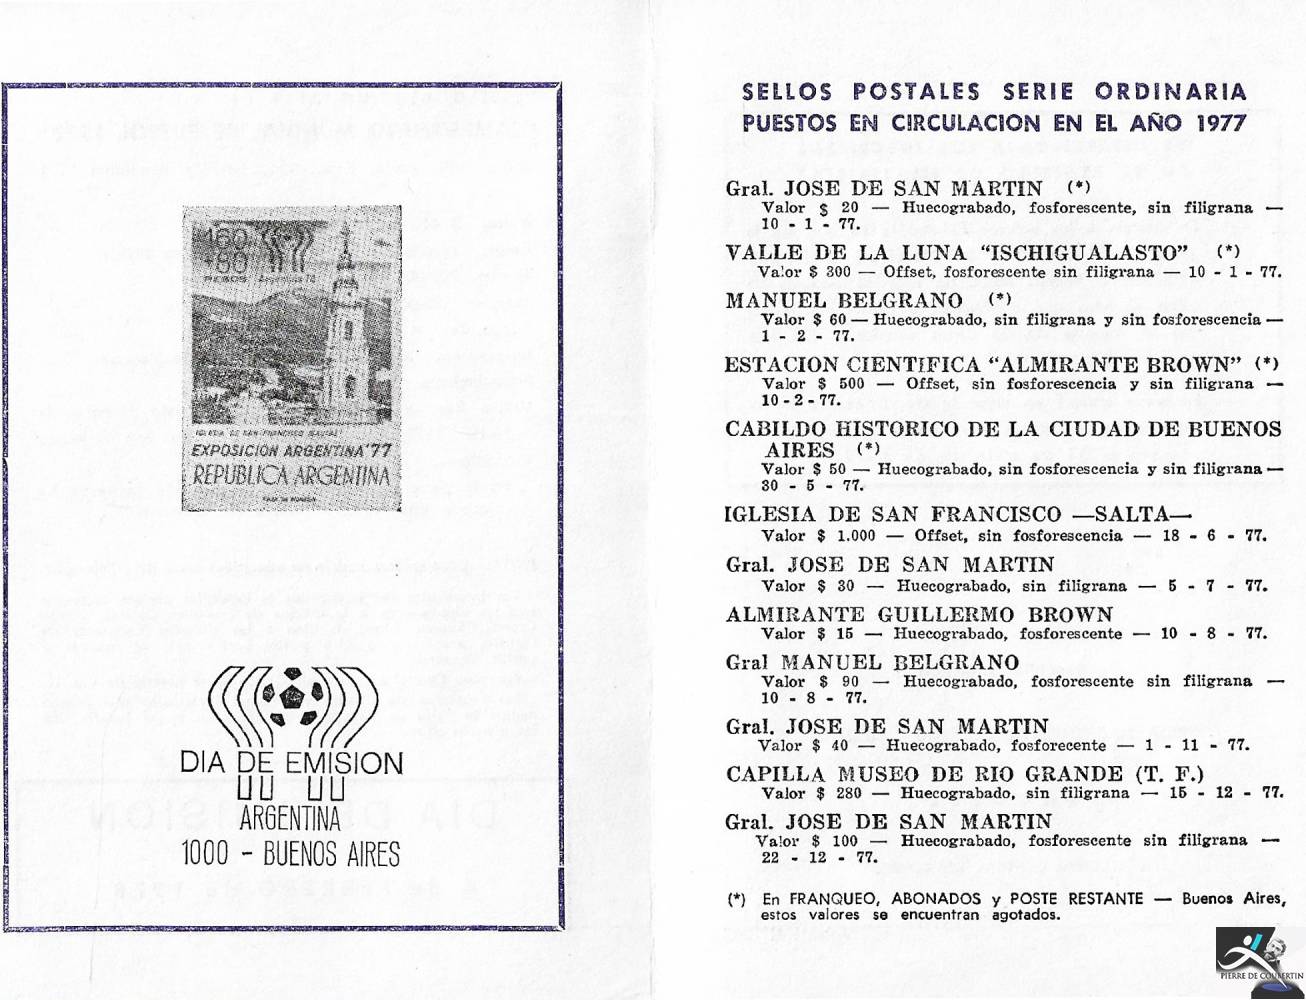 160
+80
PESOS Argentina '78
IGLESIA DE SAN FRANCISCO (SALTA)
EXPOSICION ARGENTINA '77
REPUBLICA ARGENTINA
CASA DE MONEDA
DIA DE EMISION
ARGENTINA
1000 - BUENOS AIRES
SELLOS POSTALES SERIE ORDINARIA
PUESTOS EN CIRCULACION EN EL AÑO 1977
Gral. JOSE DE SAN MARTIN (*)
Valor $ 20 — Huecograbado, fosforescente, sin filigrana —
10 - 1 - 77.
VALLE DE LA LUNA “ISCHIGUALASTO” (*)
Valor $ 300 — Offset, fosforescente sin filigrana — 10 - 1 - 77.
MANUEL BELGRANO (*)
Valor $ 60 — Huecograbado, sin filigrana y sin fosforescencia —
1 - 2 - 77.
ESTACION CIENTIFICA “ALMIRANTE BROWN” (*)
Valor $ 500 — Offset, sin fosforescencia y sin filigrana —
10 - 2 - 77.
CABILDO HISTORICO DE LA CIUDAD DE BUENOS
AIRES (*)
Valor $ 50 — Huecograbado, sin fosforescencia y sin filigrana —
30 - 5 - 77.
IGLESIA DE SAN FRANCISCO —SALTA—
Valor $ 1.000 — Offset, sin fosforescencia — 18 - 6 - 77.
Gral. JOSE DE SAN MARTIN
Valor $ 30 — Huecograbado, sin filigrana — 5 - 7 - 77.
ALMIRANTE GUILLERMO BROWN
Valor $ 15 — Huecograbado, fosforescente — 10 - 8 - 77.
Gral MANUEL BELGRANO
Valor $ 90 — Huecograbado, fosforescente sin filigrana —
10 - 8 - 77.
Gral. JOSE DE SAN MARTIN
Valor $ 40 — Huecograbado, fosforecente — 1 - 11 - 77.
CAPILLA MUSEO DE RIO GRANDE (T. F.)
Valor $ 280 — Huecograbado, sin filigrana — 15 - 12 - 77.
Gral. JOSE DE SAN MARTIN
Valor $ 100 — Huecograbado, fosforescente sin filigrana —
22 - 12 - 77.
(*) En FRANQUEO, ABONADOS y POSTE RESTANTE — Buenos Aires,
estos valores se encuentran agotados.
PIERRE DE COUBERTIN